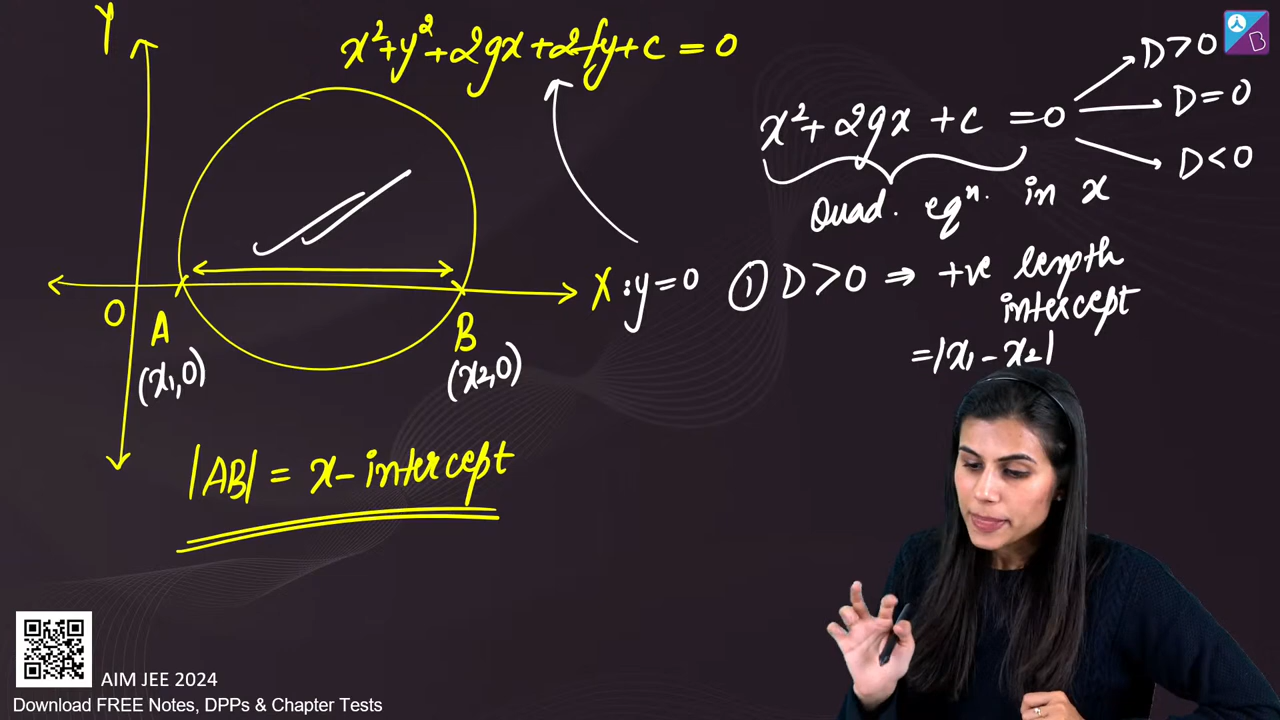 Y
x²+y²+2gx+2fy+c=0
D>0
x²+2gx+c=0
D=0
D<0
Quad. eqⁿ. in x
O
A
(x₁,0)
B
(x₂,0)
X :y=0
① D>0 ⇒ +ve length
intercept
=|x₁-x₂|
|AB| = x-intercept
AIM JEE 2024
Download FREE Notes, DPPs & Chapter Tests
B